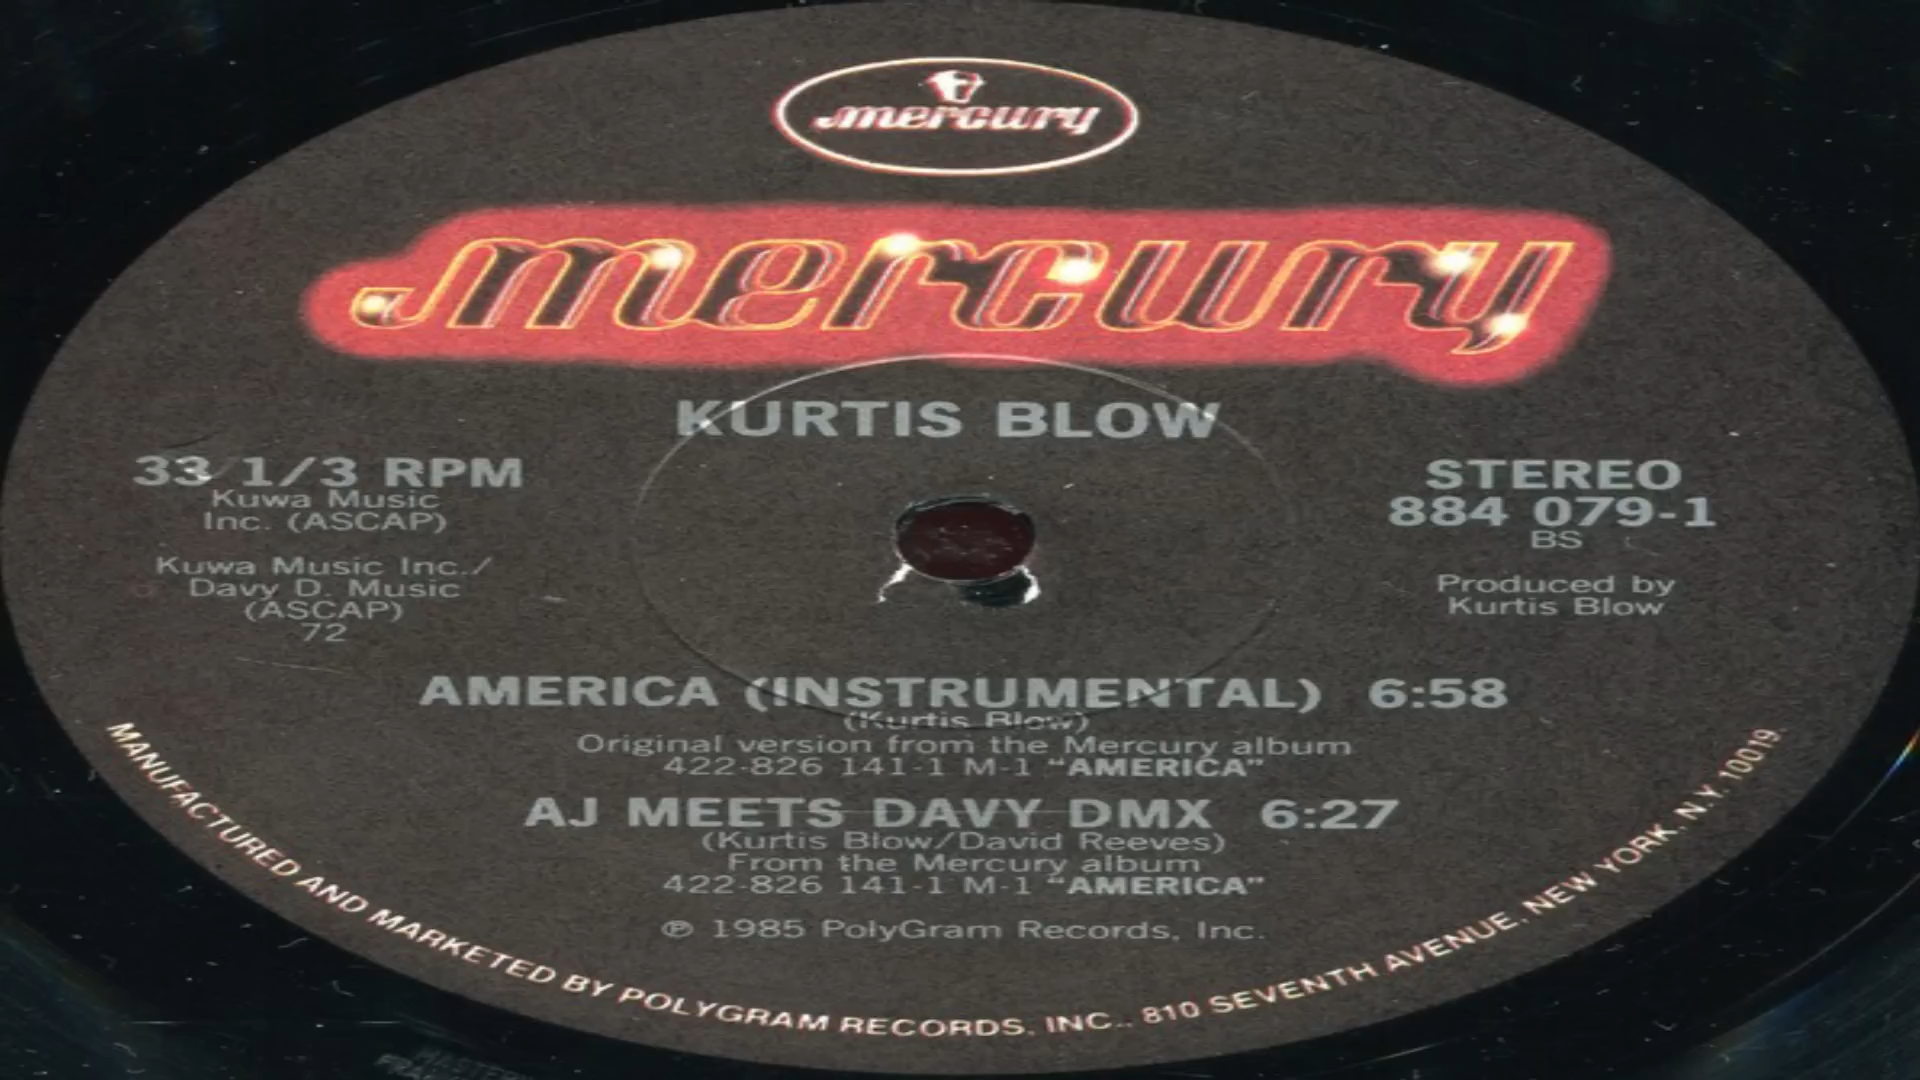 mercury
mercury
KURTIS BLOW
33 1/3 RPM
Kuwa Music
Inc. (ASCAP)
Kuwa Music Inc./
Davy D. Music
(ASCAP)
72
STEREO
884 079-1
BS
Produced by
Kurtis Blow
AMERICA (INSTRUMENTAL) 6:58
(Kurtis Blow)
Original version from the Mercury album
422-826 141-1 M-1 “AMERICA”
AJ MEETS DAVY DMX 6:27
(Kurtis Blow/David Reeves)
From the Mercury album
422-826 141-1 M-1 “AMERICA”
℗ 1985 PolyGram Records, Inc.
MANUFACTURED AND MARKETED BY POLYGRAM RECORDS, INC., 810 SEVENTH AVENUE, NEW YORK, N.Y. 10019.